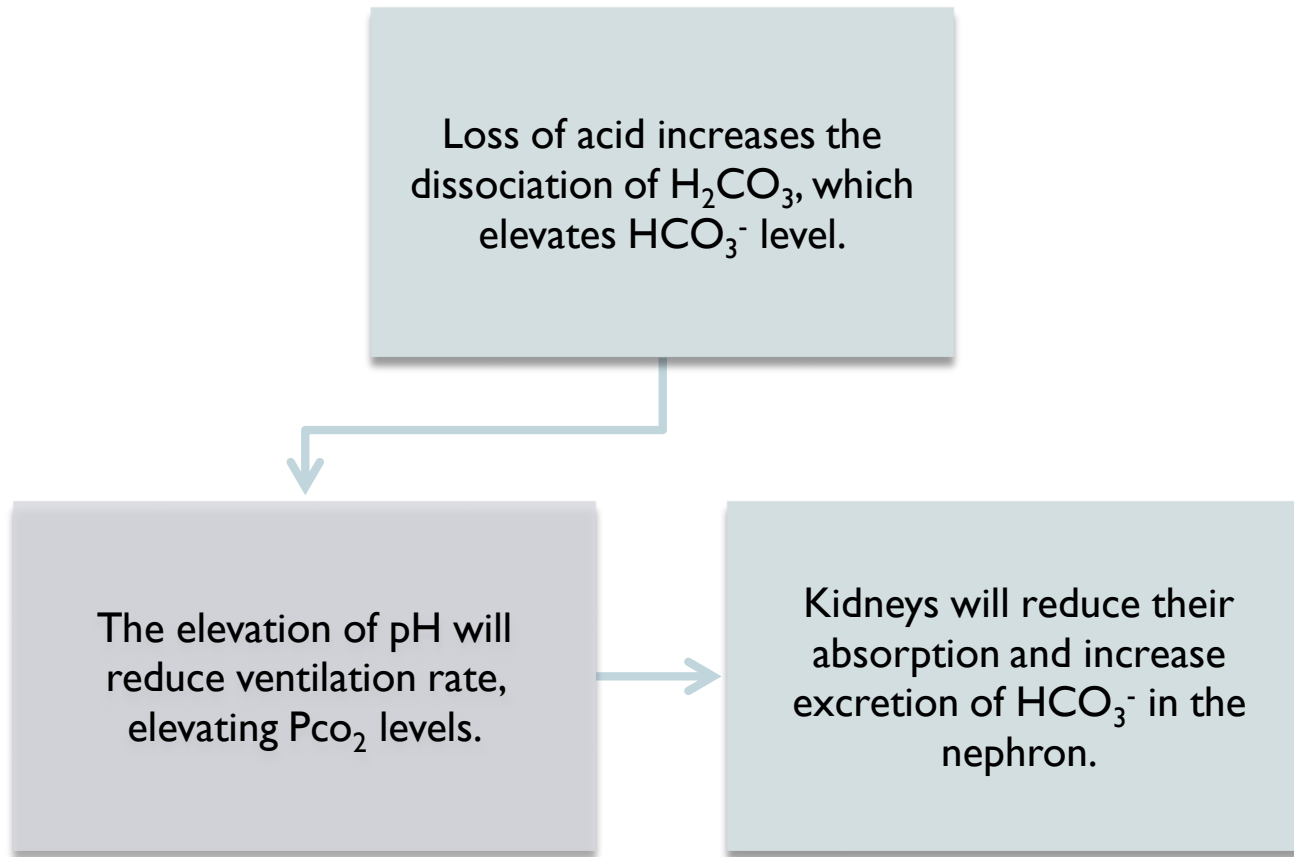 Loss of acid increases the
dissociation of H₂CO₃, which
elevates HCO₃⁻ level.
The elevation of pH will
reduce ventilation rate,
elevating Pco₂ levels.
Kidneys will reduce their
absorption and increase
excretion of HCO₃⁻ in the
nephron.